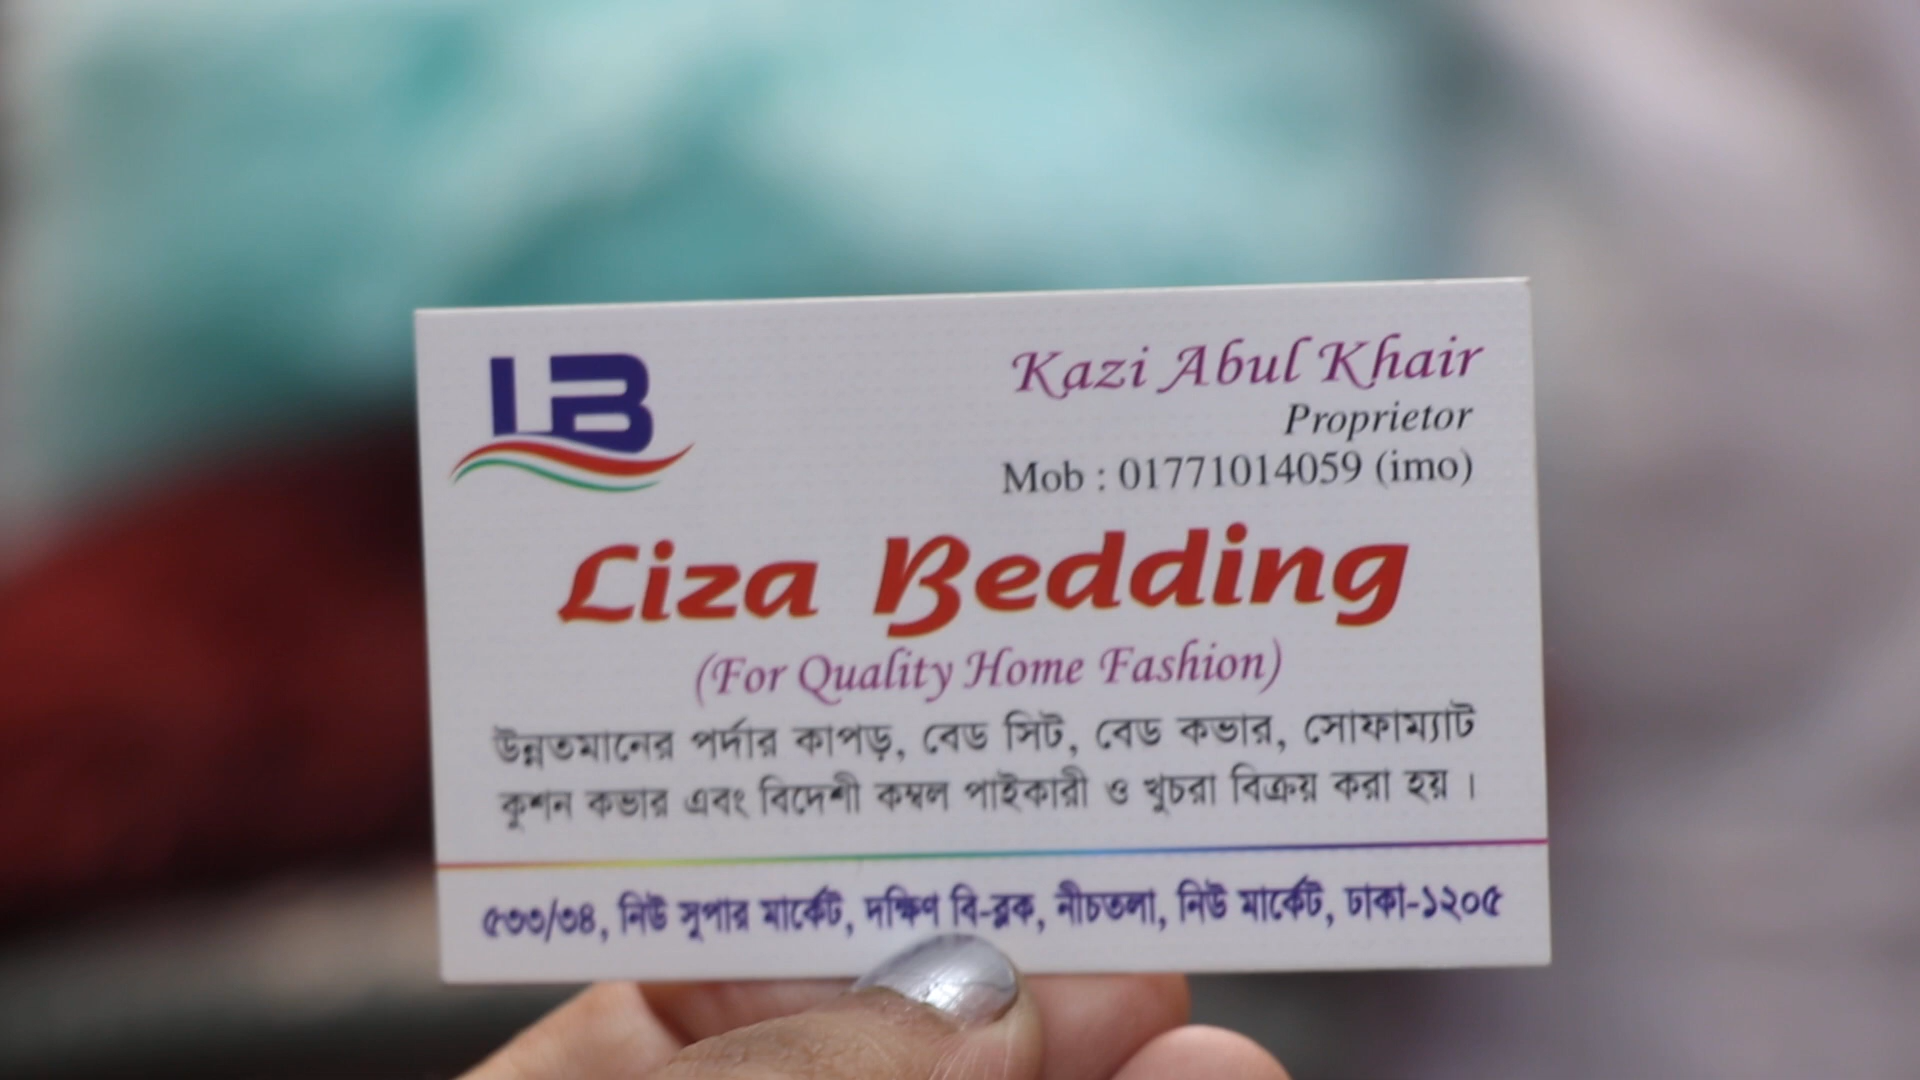 LB
Kazi Abul Khair
Proprietor
Mob : 01771014059 (imo)
Liza Bedding
(For Quality Home Fashion)
উন্নতমানের পর্দার কাপড়, বেড সিট, বেড কভার, সোফাম্যাট
কুশন কভার এবং বিদেশী কম্বল পাইকারী ও খুচরা বিক্রয় করা হয় ।
৫৩৩/৩৪, নিউ সুপার মার্কেট, দক্ষিণ বি-ব্লক, নীচতলা, নিউ মার্কেট, ঢাকা-১২০৫